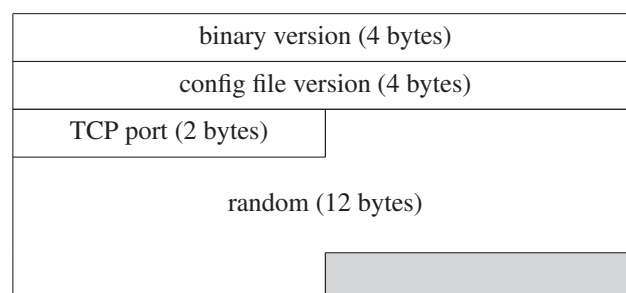 binary version (4 bytes)
config file version (4 bytes)
TCP port (2 bytes)
random (12 bytes)